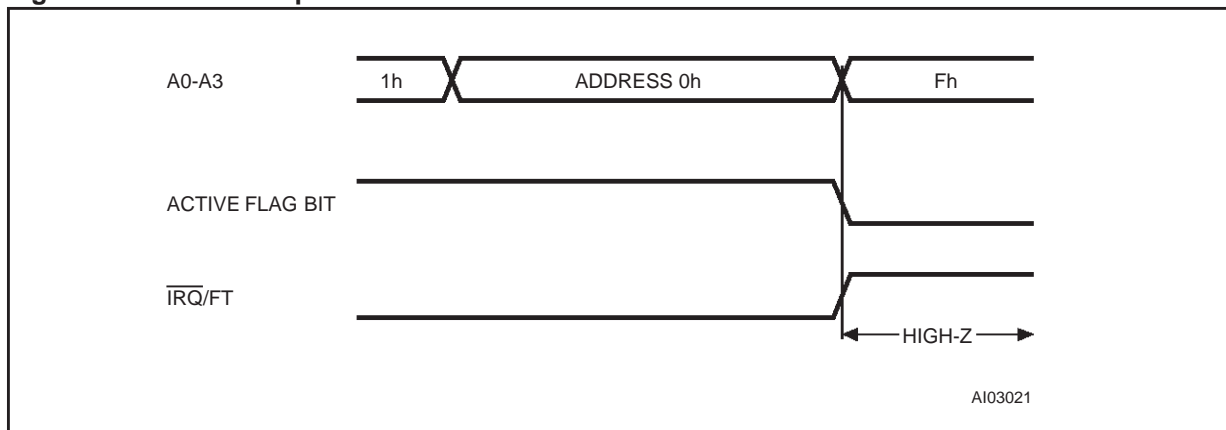 A0-A3 1h ADDRESS 0h Fh
ACTIVE FLAG BIT
IRQ/FT
HIGH-Z
AI03021